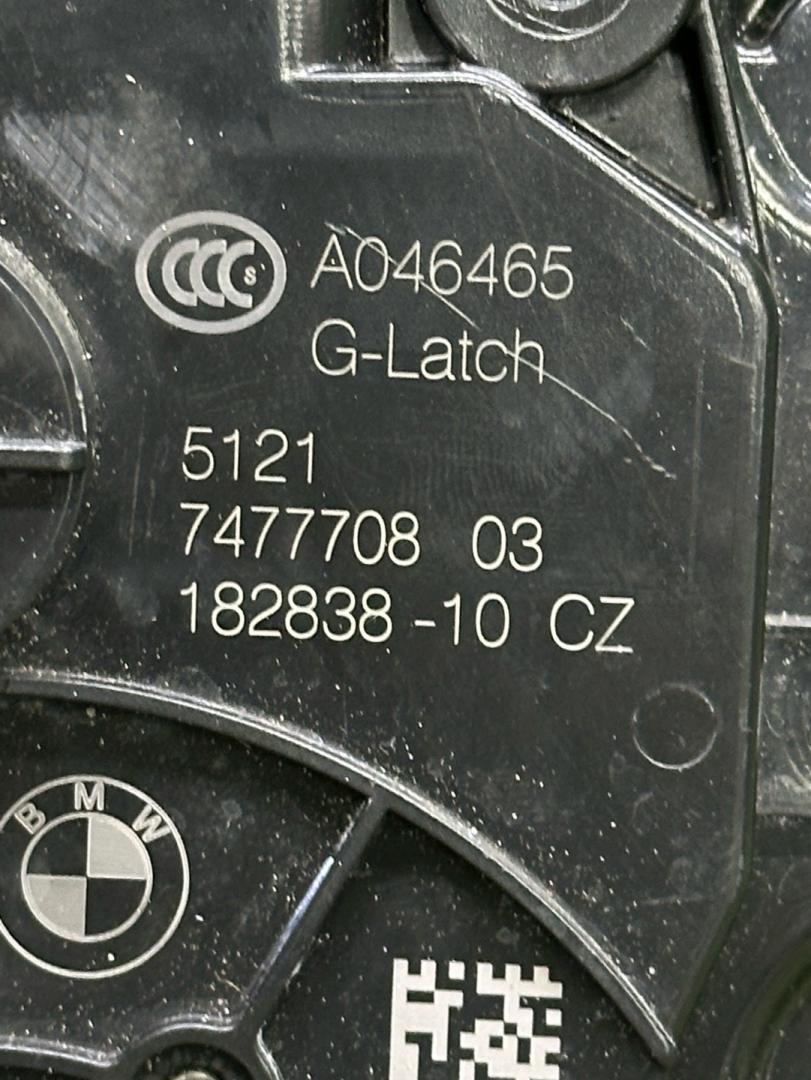 CCC S A046465
G-Latch
5121
7477708 03
182838 -10 CZ
BMW